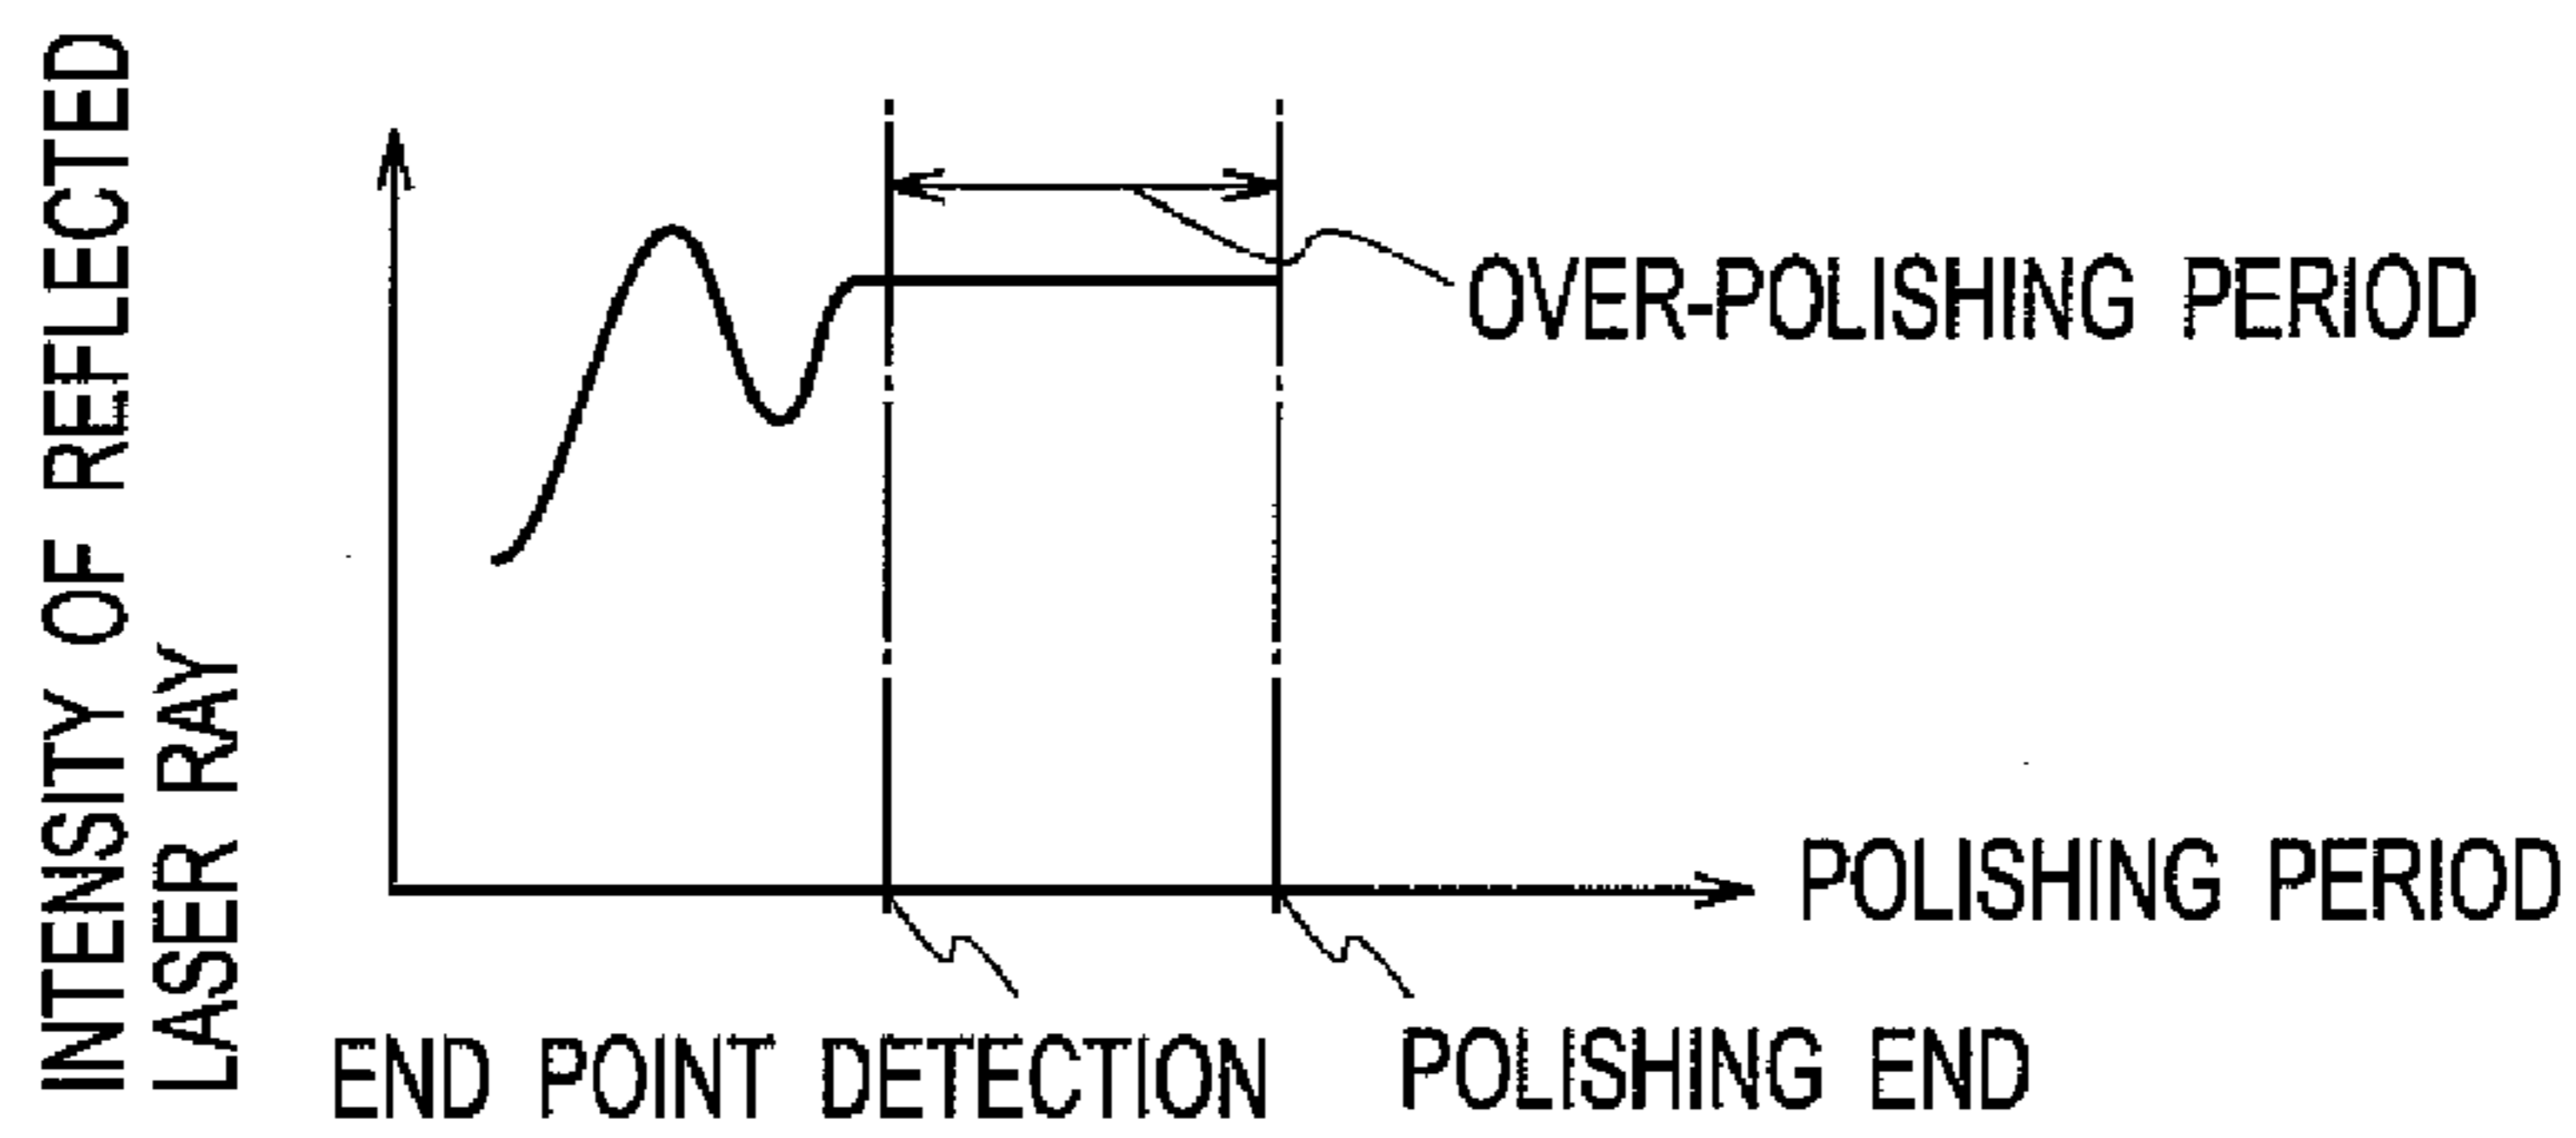 INTENSITY OF REFLECTED
LASER RAY
OVER-POLISHING PERIOD
POLISHING PERIOD
END POINT DETECTION
POLISHING END